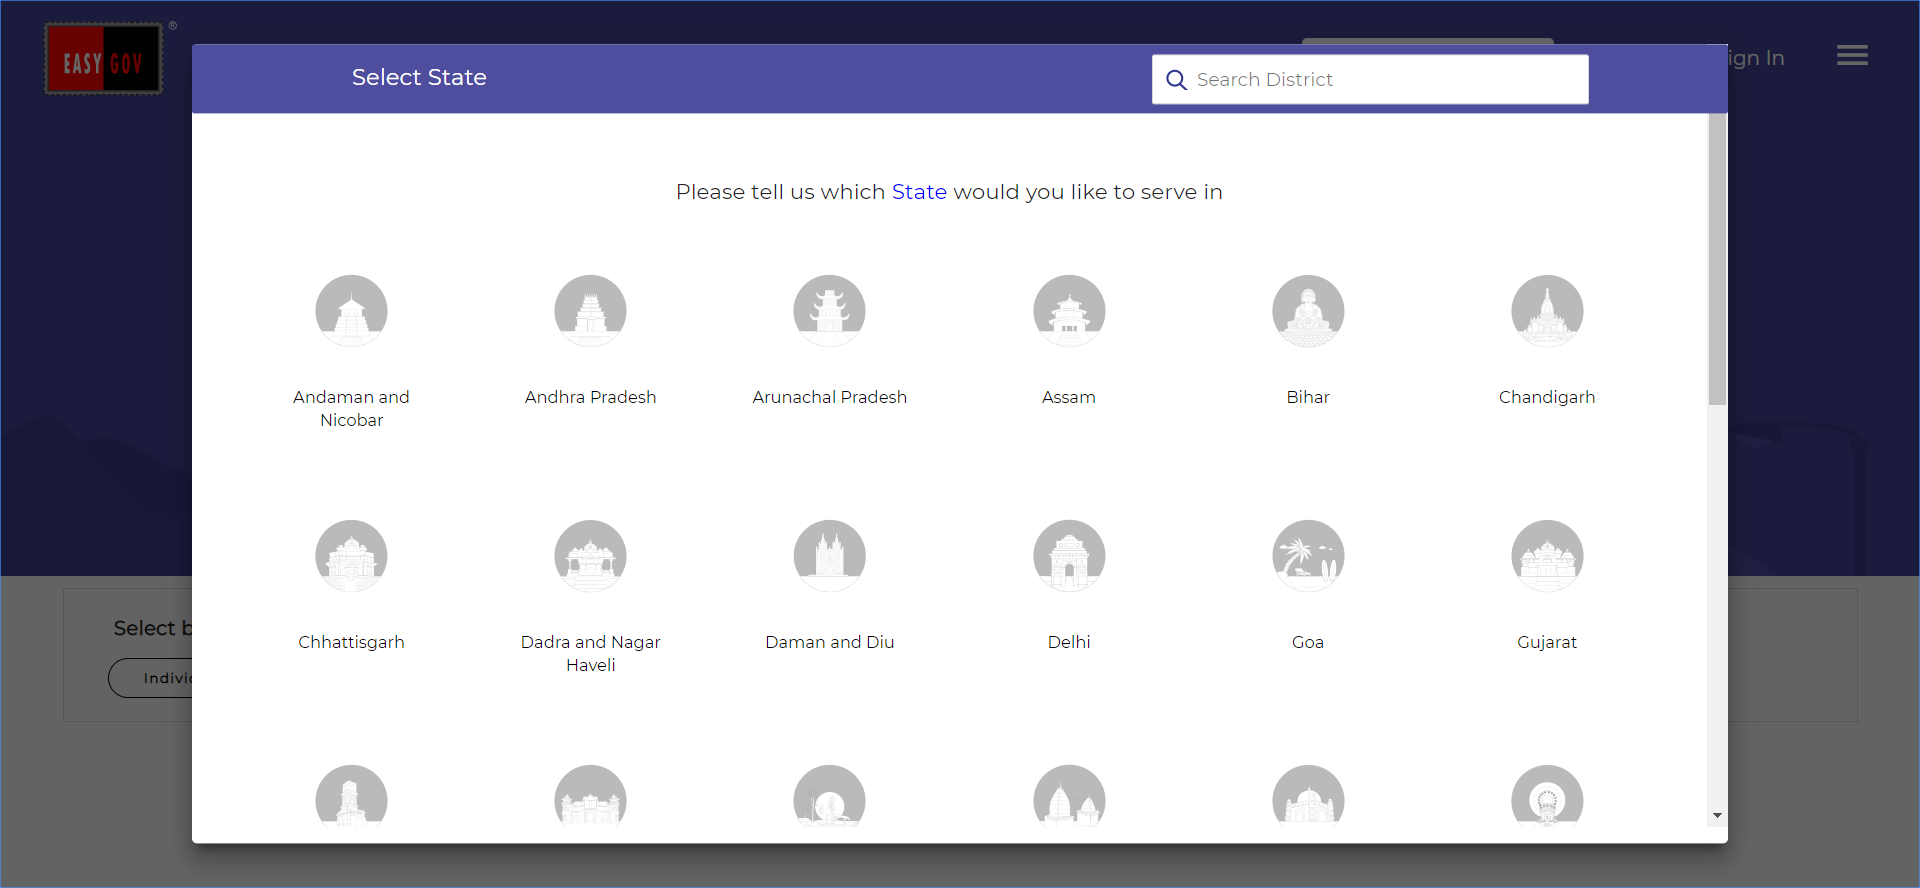 EASY GOV ®
Select State
Search District
ign In
Please tell us which State would you like to serve in
Andaman and
Nicobar
Andhra Pradesh
Arunachal Pradesh
Assam
Bihar
Chandigarh
Chhattisgarh
Dadra and Nagar
Haveli
Daman and Diu
Delhi
Goa
Gujarat
Select b
Indivi